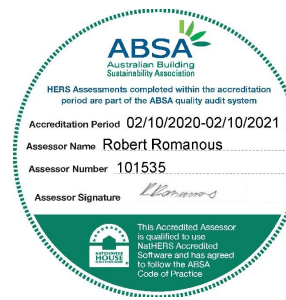 ABSA
Australian Building
Sustainability Association
HERS Assessments completed within the accreditation
period are part of the ABSA quality audit system
Accreditation Period 02/10/2020-02/10/2021
Assessor Name Robert Romanous
Assessor Number 101535
Assessor Signature RRomanos
This Accredited Assessor
is qualified to use
NatHERS Accredited
Software and has agreed
to follow the ABSA
Code of Practice
NATIONWIDE
HOUSE